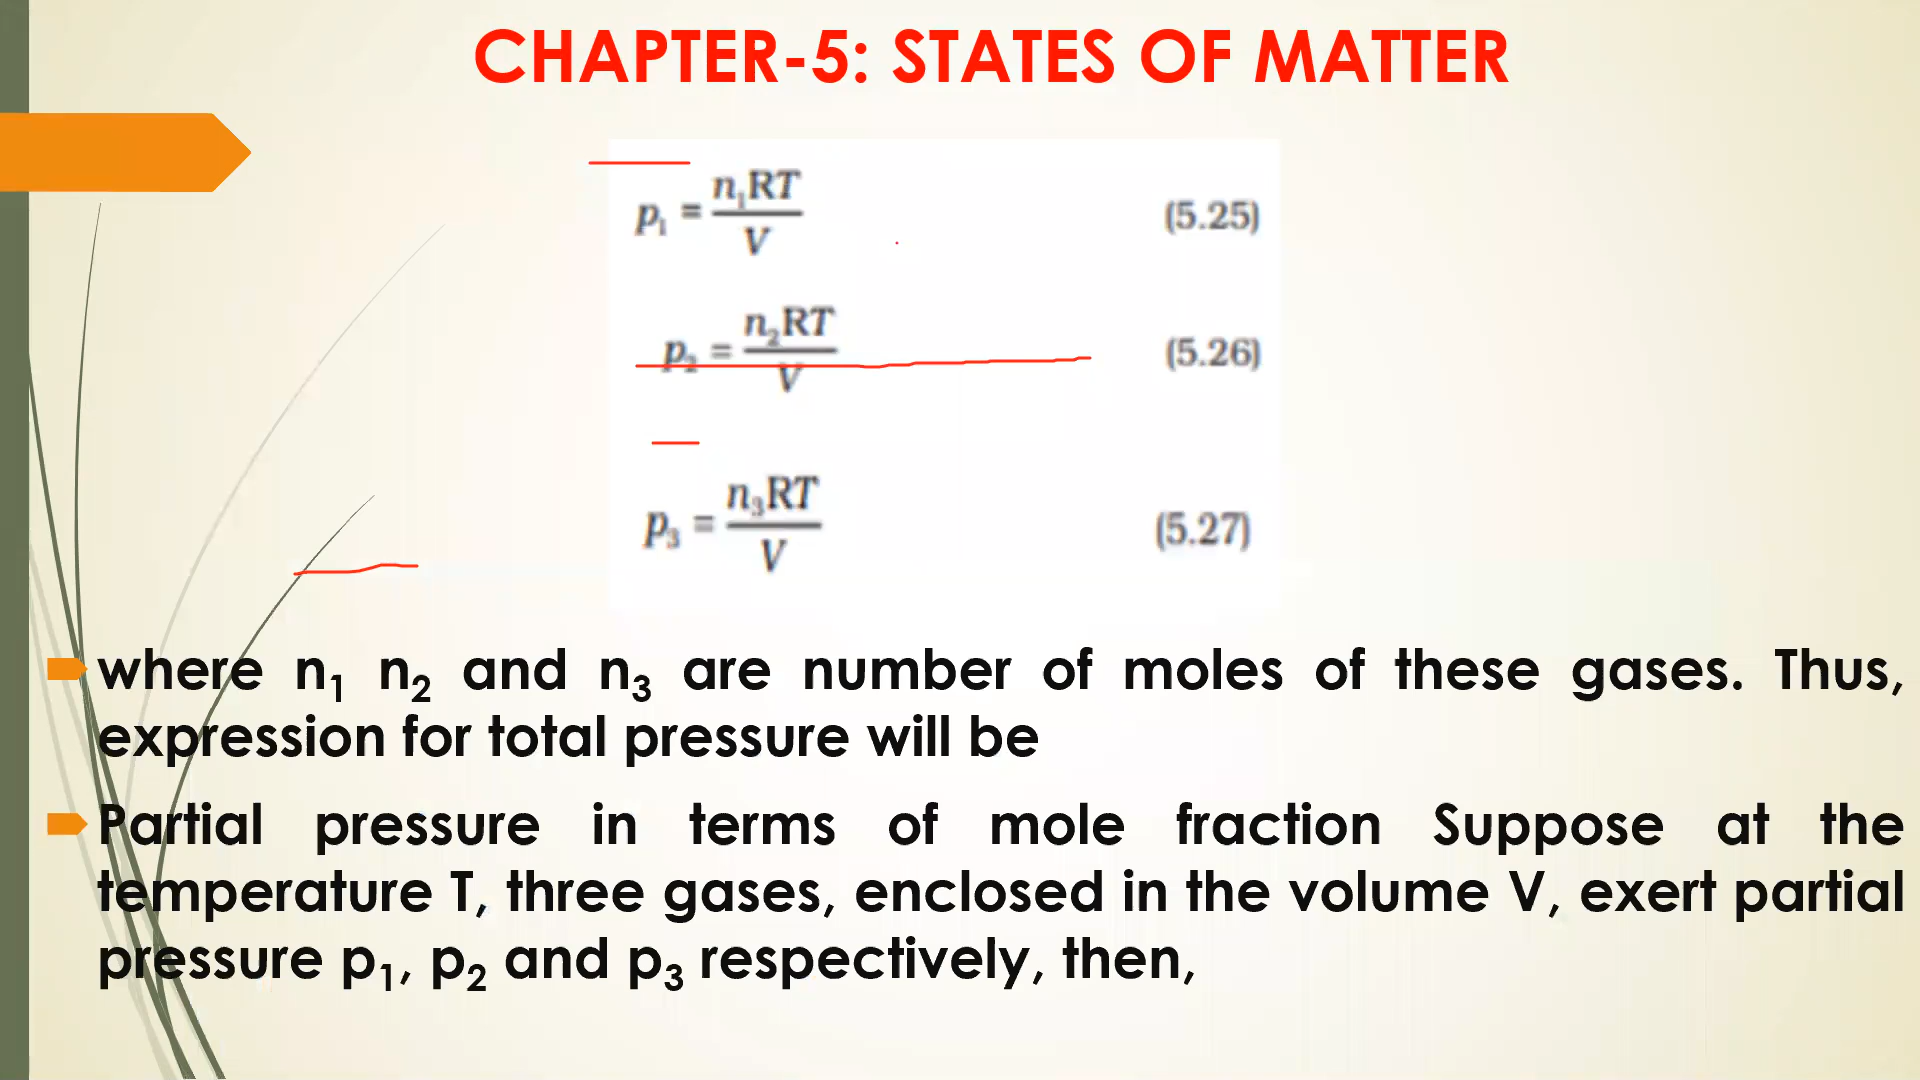 CHAPTER-5: STATES OF MATTER
p₁ = n₁RT / V (5.25)
p₂ = n₂RT / V (5.26)
p₃ = n₃RT / V (5.27)
where n₁ n₂ and n₃ are number of moles of these gases. Thus,
expression for total pressure will be
Partial pressure in terms of mole fraction Suppose at the
temperature T, three gases, enclosed in the volume V, exert partial
pressure p₁, p₂ and p₃ respectively, then,